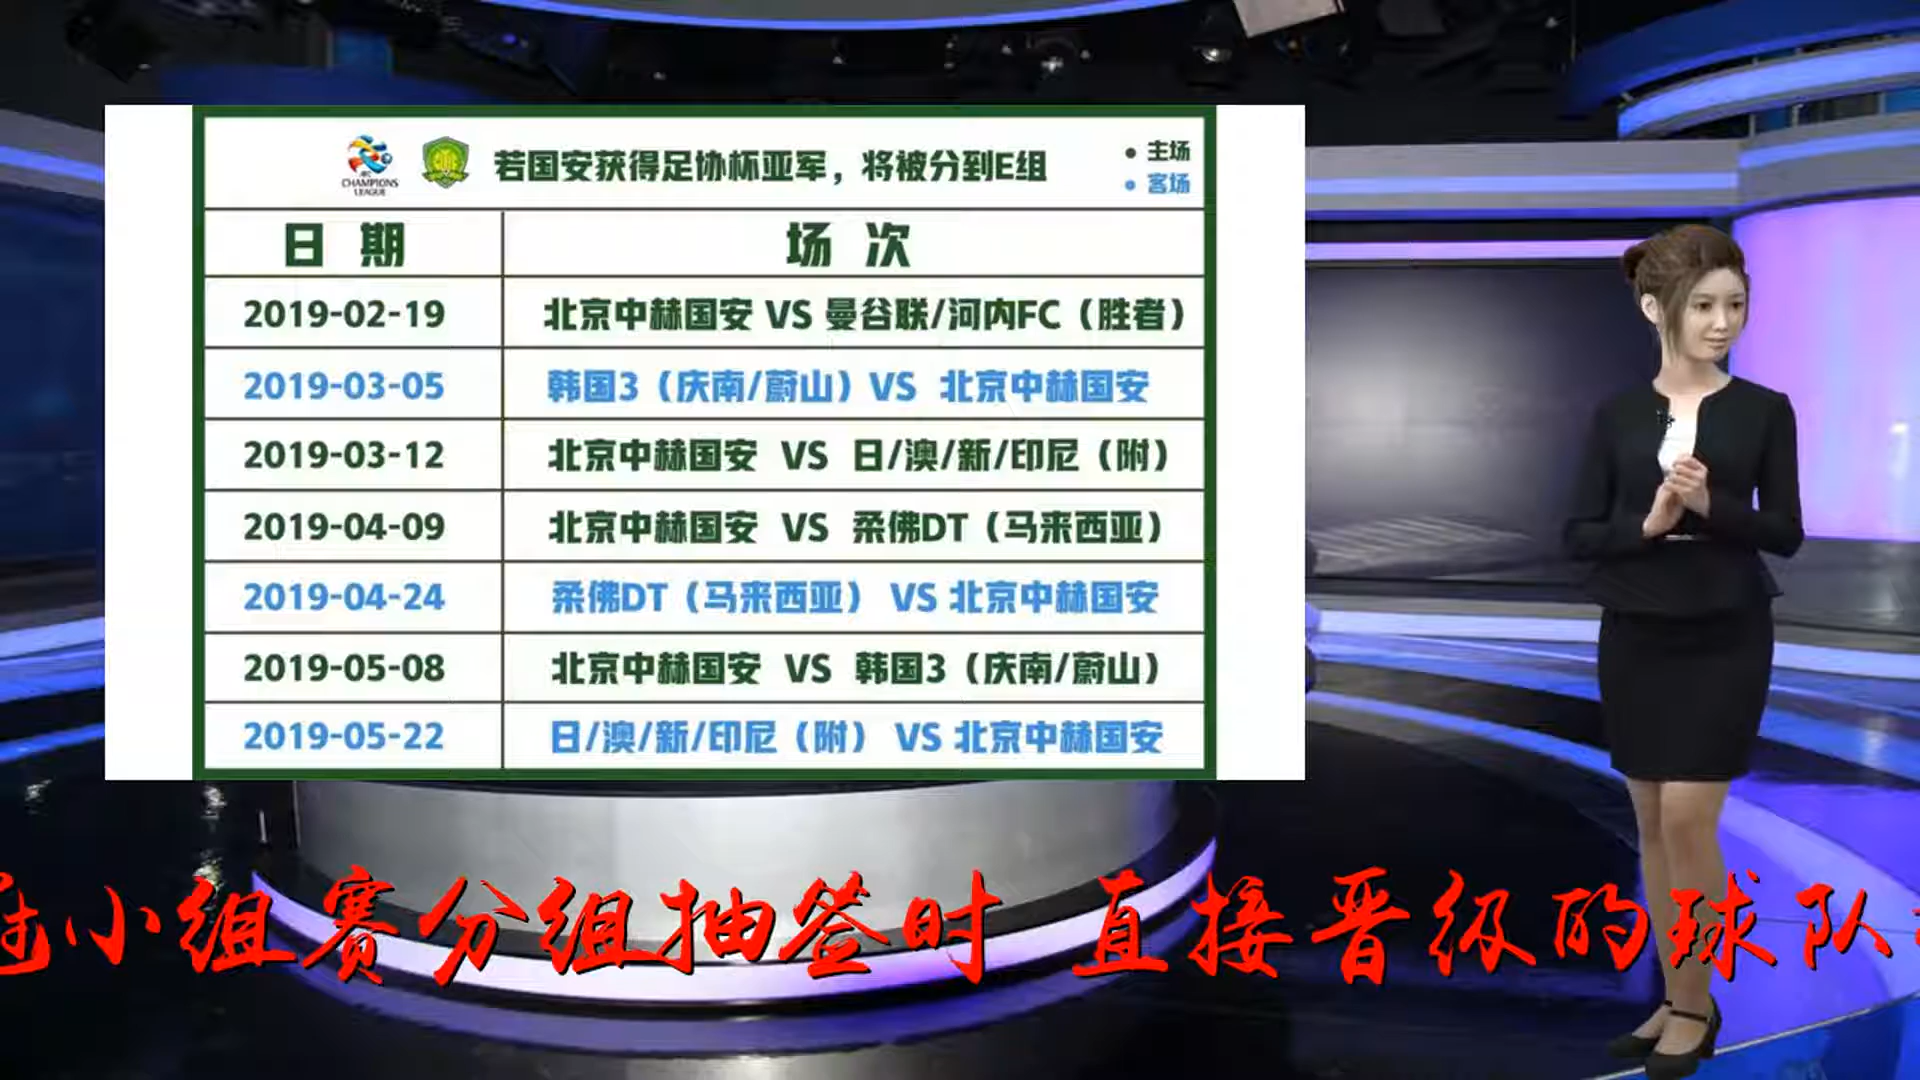 AFC
CHAMPIONS
LEAGUE
若国安获得足协杯亚军，将被分到E组
• 主场
• 客场
日 期 场 次
2019-02-19 北京中赫国安 VS 曼谷联/河内FC（胜者）
2019-03-05 韩国3（庆南/蔚山）VS 北京中赫国安
2019-03-12 北京中赫国安 VS 日/澳/新/印尼（附）
2019-04-09 北京中赫国安 VS 柔佛DT（马来西亚）
2019-04-24 柔佛DT（马来西亚） VS 北京中赫国安
2019-05-08 北京中赫国安 VS 韩国3（庆南/蔚山）
2019-05-22 日/澳/新/印尼（附） VS 北京中赫国安
小组赛分组抽签时 直接晋级的球队